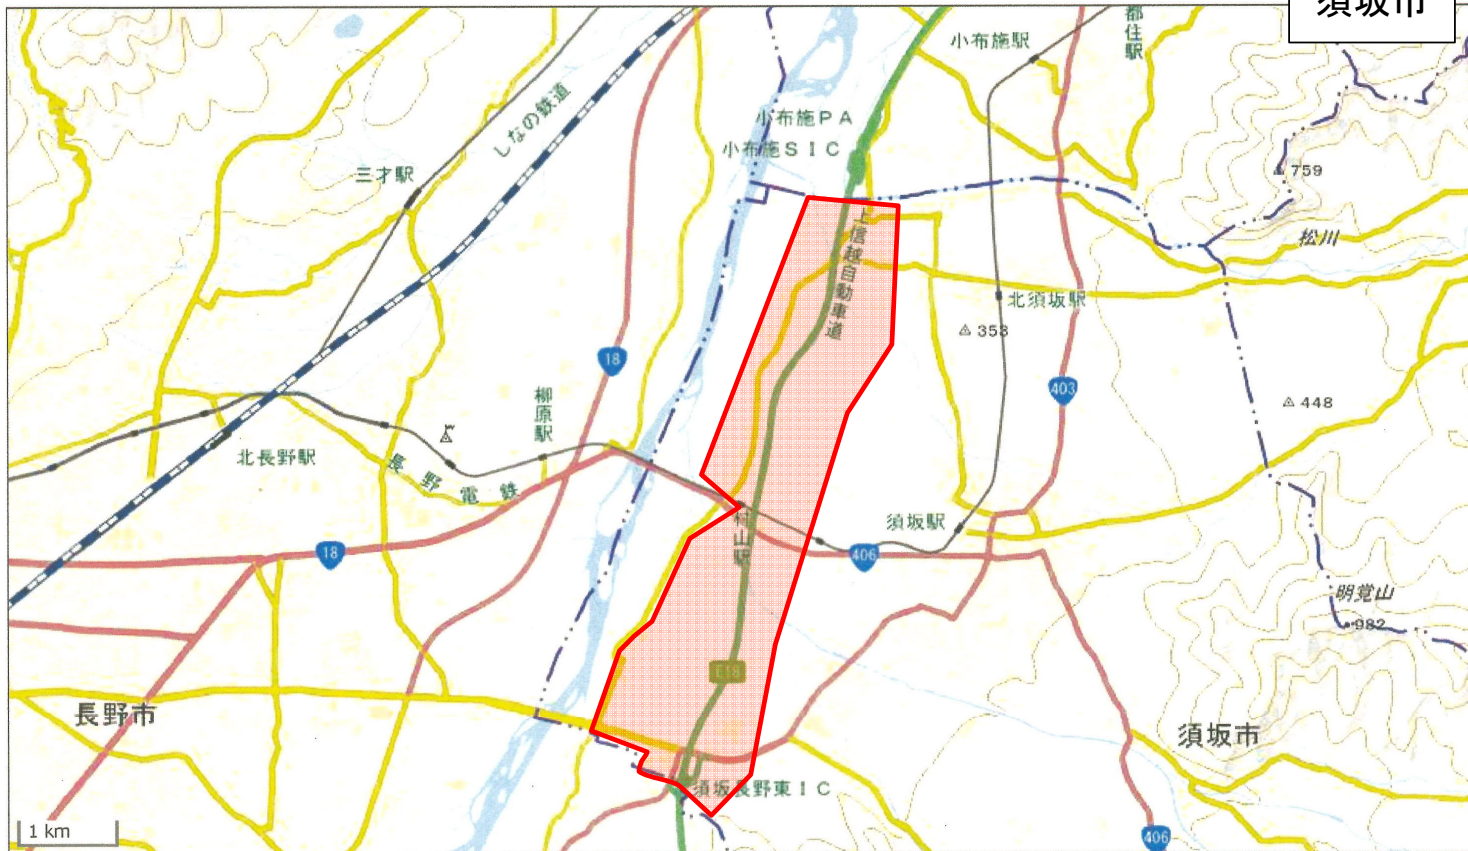 須坂市
都住駅
小布施駅
しなの鉄道
小布施PA
小布施SIC
三才駅
759
松川
上信越自動車道
北須坂駅
353
18
403
柳原駅
448
北長野駅
長野電鉄
村山駅
須坂駅
18
406
明覚山
982
E18
長野市
須坂市
須坂長野東IC
1 km
406